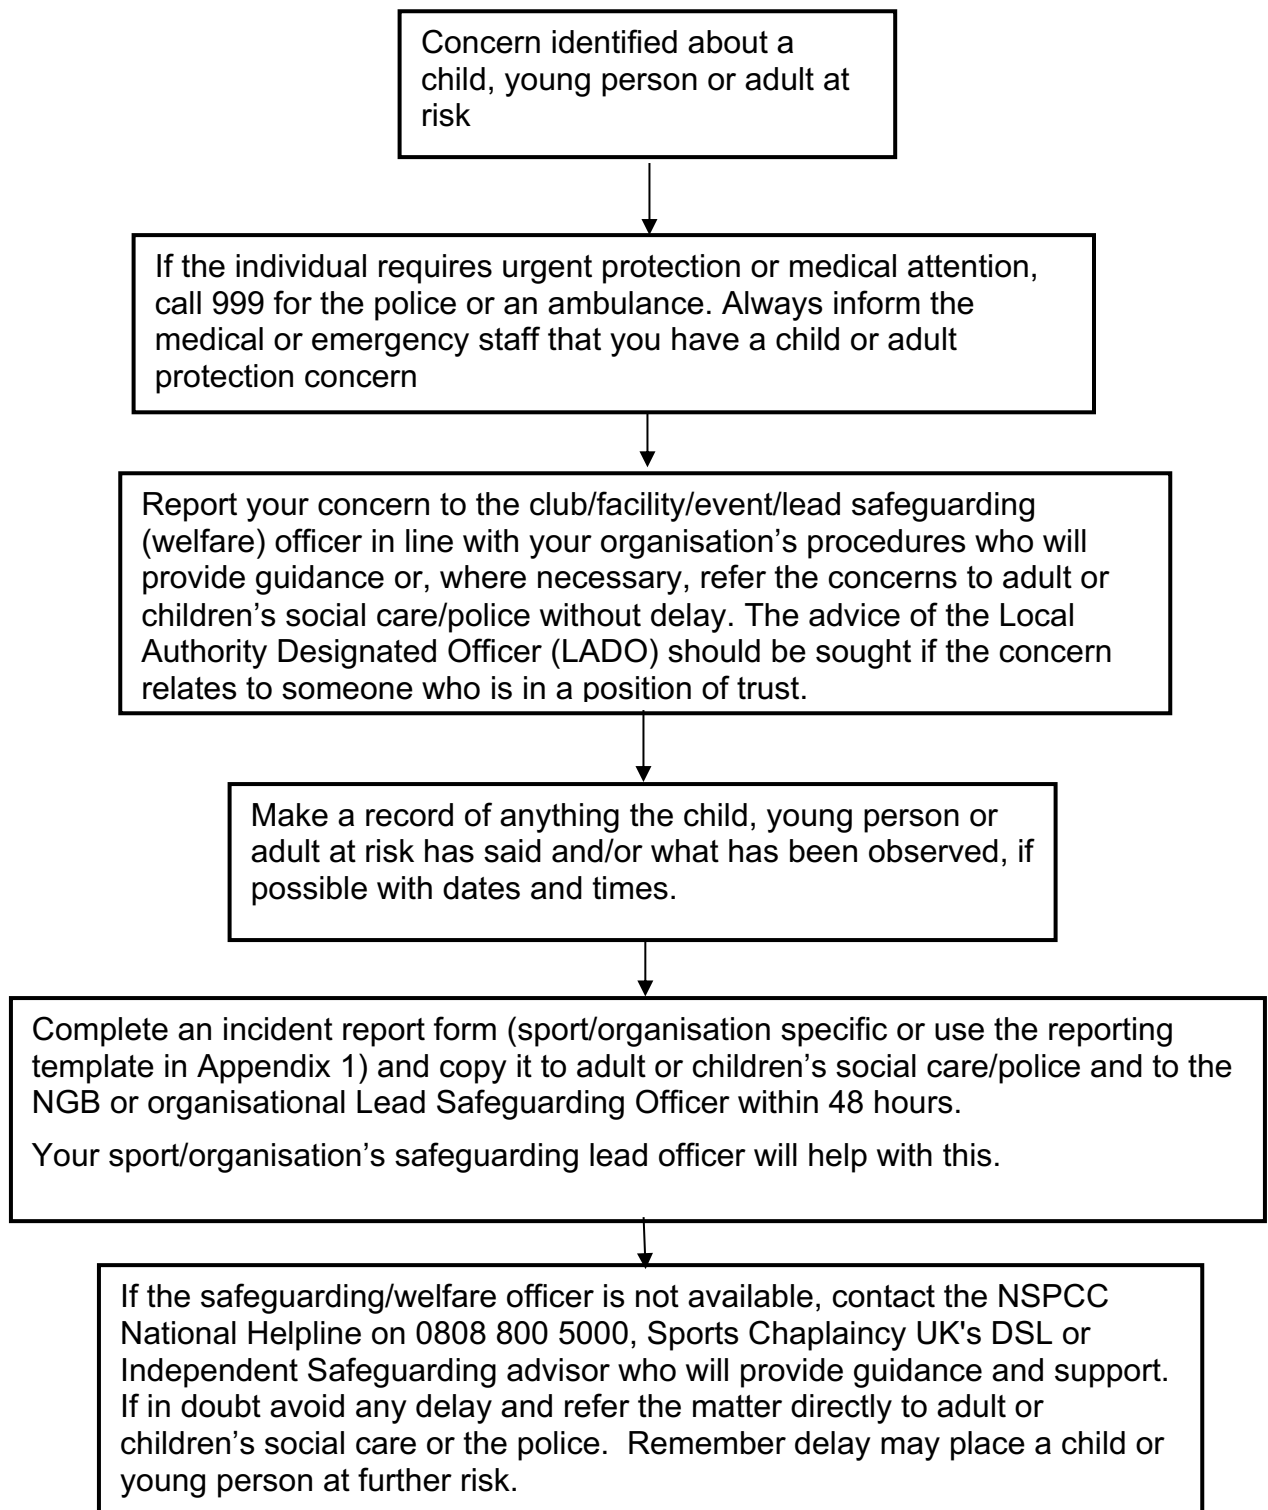 Concern identified about a
child, young person or adult at
risk
If the individual requires urgent protection or medical attention,
call 999 for the police or an ambulance. Always inform the
medical or emergency staff that you have a child or adult
protection concern
Report your concern to the club/facility/event/lead safeguarding
(welfare) officer in line with your organisation’s procedures who will
provide guidance or, where necessary, refer the concerns to adult or
children’s social care/police without delay. The advice of the Local
Authority Designated Officer (LADO) should be sought if the concern
relates to someone who is in a position of trust.
Make a record of anything the child, young person or
adult at risk has said and/or what has been observed, if
possible with dates and times.
Complete an incident report form (sport/organisation specific or use the reporting
template in Appendix 1) and copy it to adult or children’s social care/police and to the
NGB or organisational Lead Safeguarding Officer within 48 hours.
Your sport/organisation’s safeguarding lead officer will help with this.
If the safeguarding/welfare officer is not available, contact the NSPCC
National Helpline on 0808 800 5000, Sports Chaplaincy UK's DSL or
Independent Safeguarding advisor who will provide guidance and support.
If in doubt avoid any delay and refer the matter directly to adult or
children’s social care or the police.  Remember delay may place a child or
young person at further risk.